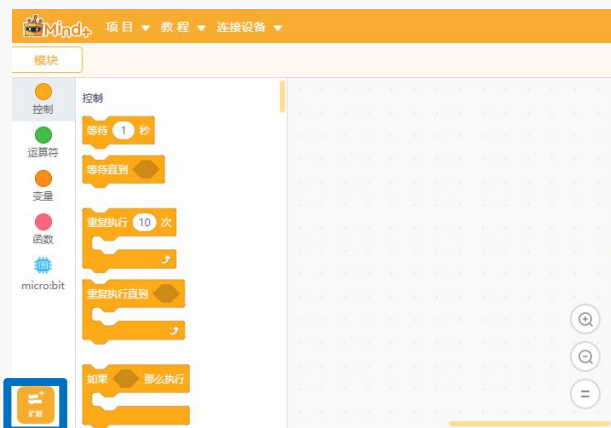 Mind+ 项目 教程 连接设备
模块
控制
运算符
变量
函数
micro:bit
扩展
控制
等待 1 秒
等待直到
重复执行 10 次
重复执行直到
如果 那么执行